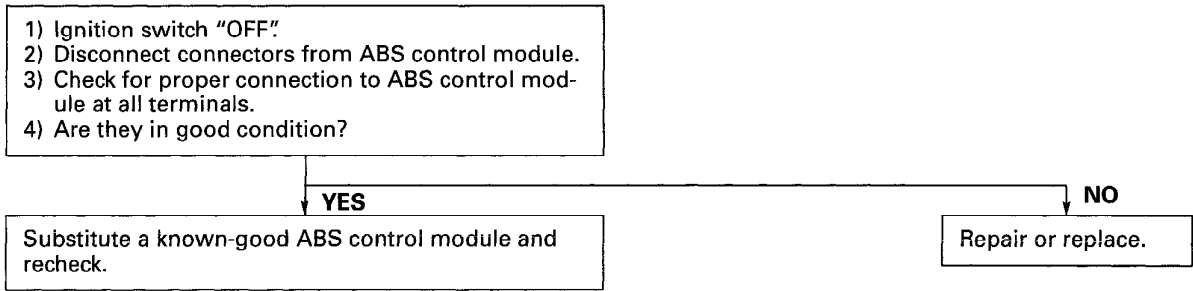 1) Ignition switch "OFF".
2) Disconnect connectors from ABS control module.
3) Check for proper connection to ABS control mod-
ule at all terminals.
4) Are they in good condition?
YES
NO
Substitute a known-good ABS control module and
recheck.
Repair or replace.